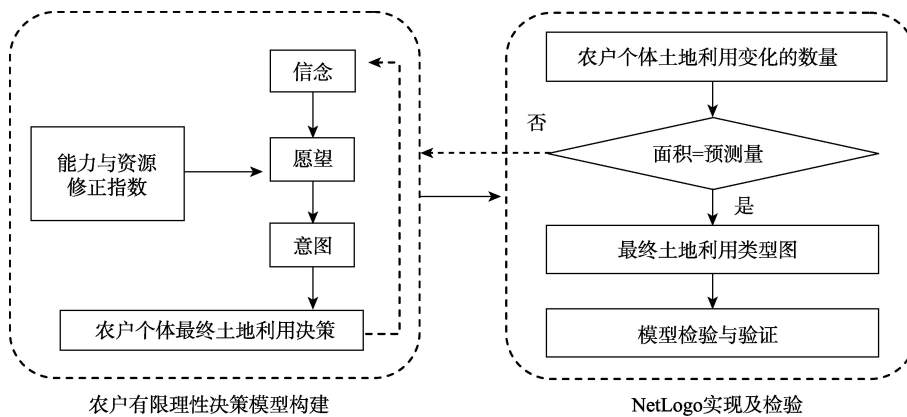 信念
能力与资源
修正指数
愿望
意图
农户个体最终土地利用决策
农户有限理性决策模型构建
农户个体土地利用变化的数量
否
面积=预测量
是
最终土地利用类型图
模型检验与验证
NetLogo实现及检验